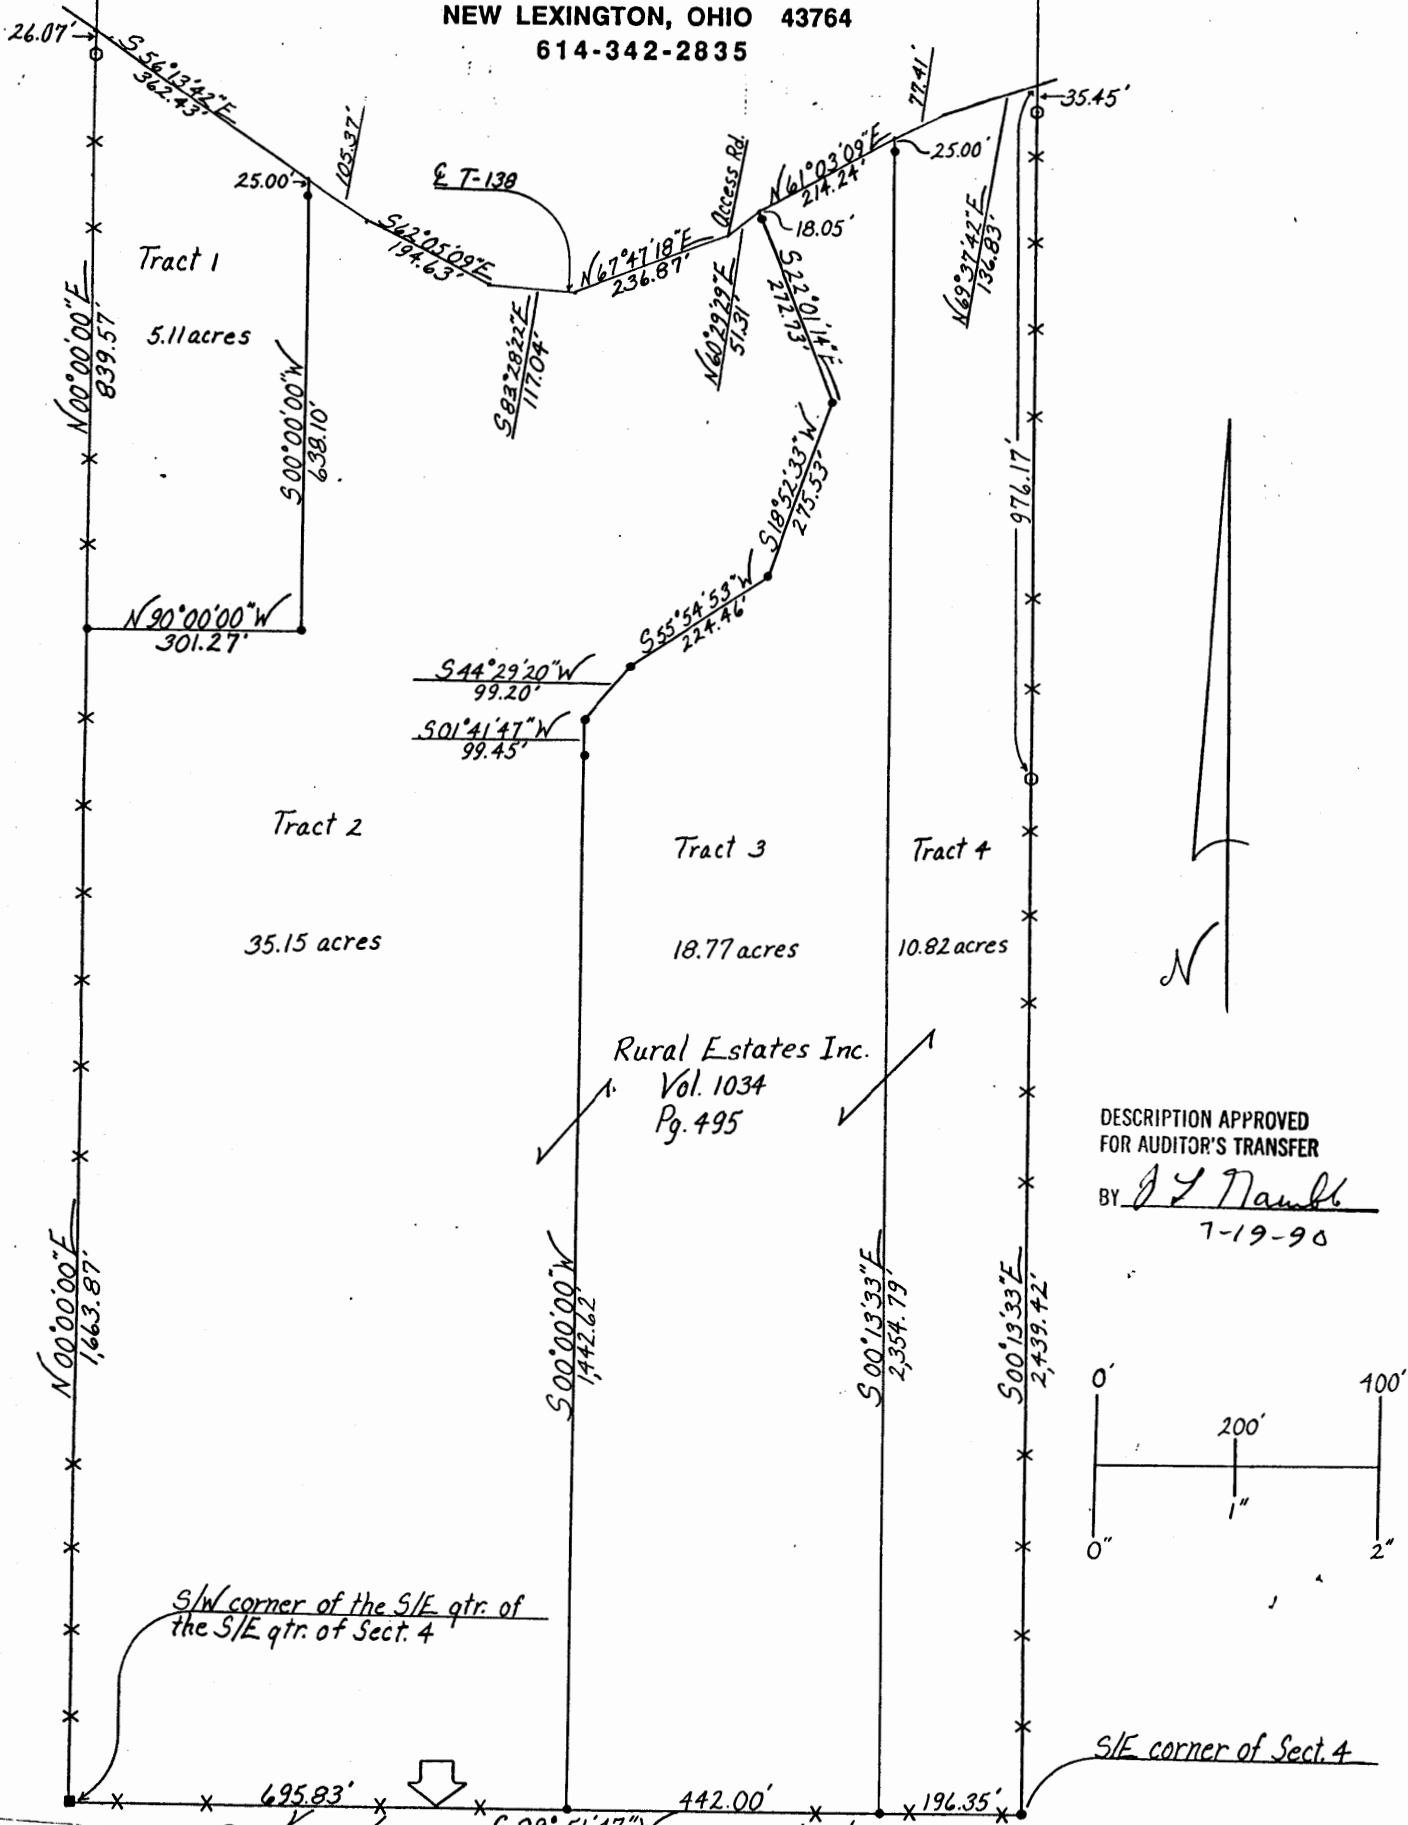 NEW LEXINGTON, OHIO 43764
614-342-2835
26.07'
S 56°13'42"E
362.43'
25.00'
105.37'
℄ T-138
S62°05'09"E
194.63'
S83°28'22"E
117.04'
N67°47'18"E
236.87'
Access Rd.
N60°29'29"E
51.31'
N61°03'09"E
214.24'
18.05'
77.41'
25.00'
35.45'
N69°37'42"E
136.83'
S22°01'14"E
272.73'
Tract 1
5.11 acres
N00°00'00"E
839.57'
S00°00'00"W
638.10'
N90°00'00"W
301.27'
S18°52'33"W
275.53'
S55°54'53"W
224.46'
S44°29'20"W
99.20'
S01°41'47"W
99.45'
976.17'
Tract 2
35.15 acres
Tract 3
18.77 acres
Tract 4
10.82 acres
N
Rural Estates Inc.
Vol. 1034
Pg. 495
DESCRIPTION APPROVED
FOR AUDITOR'S TRANSFER
BY
7-19-90
N00°00'00"E
1,663.87'
S00°00'00"W
1,442.62'
S00°13'33"E
2,354.79'
S00°13'33"E
2,439.42'
0'
400'
200'
1"
0"
2"
S/W corner of the S/E qtr. of
the S/E qtr. of Sect. 4
S/E corner of Sect. 4
695.83'
442.00'
196.35'